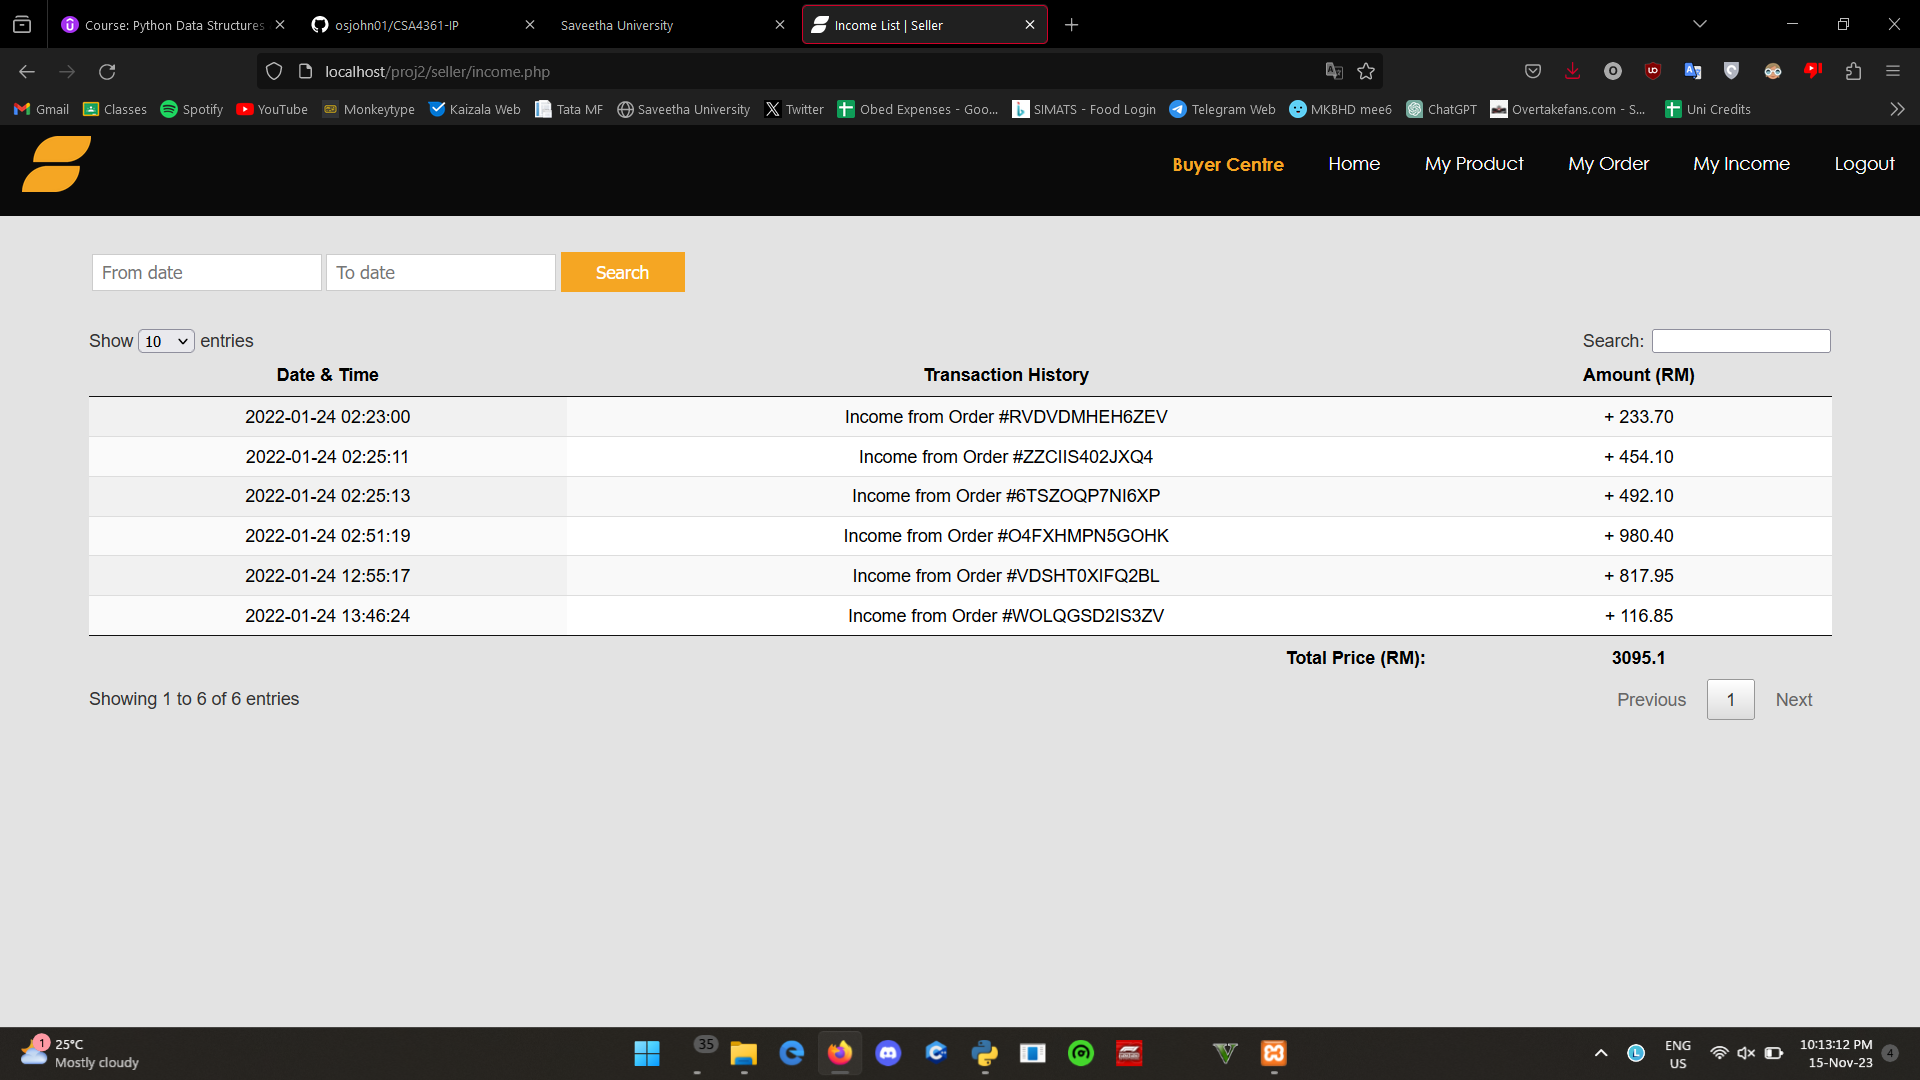 Course: Python Data Structures
osjohn01/CSA4361-IP
Saveetha University
Income List | Seller
localhost/proj2/seller/income.php
Gmail
Classes
Spotify
YouTube
Monkeytype
Kaizala Web
Tata MF
Saveetha University
Twitter
Obed Expenses - Goo...
SIMATS - Food Login
Telegram Web
MKBHD mee6
ChatGPT
Overtakefans.com - S...
Uni Credits
Buyer Centre
Home
My Product
My Order
My Income
Logout
From date
To date
Search
Show 10 entries
Search:
Date & Time Transaction History Amount (RM)
2022-01-24 02:23:00 Income from Order #RVDVDMHEH6ZEV + 233.70
2022-01-24 02:25:11 Income from Order #ZZCIIS402JXQ4 + 454.10
2022-01-24 02:25:13 Income from Order #6TSZOQP7NI6XP + 492.10
2022-01-24 02:51:19 Income from Order #O4FXHMPN5GOHK + 980.40
2022-01-24 12:55:17 Income from Order #VDSHT0XIFQ2BL + 817.95
2022-01-24 13:46:24 Income from Order #WOLQGSD2IS3ZV + 116.85
Total Price (RM): 3095.1
Showing 1 to 6 of 6 entries
Previous 1 Next
1
25°C
Mostly cloudy
35
ENG
US
10:13:12 PM
15-Nov-23
4